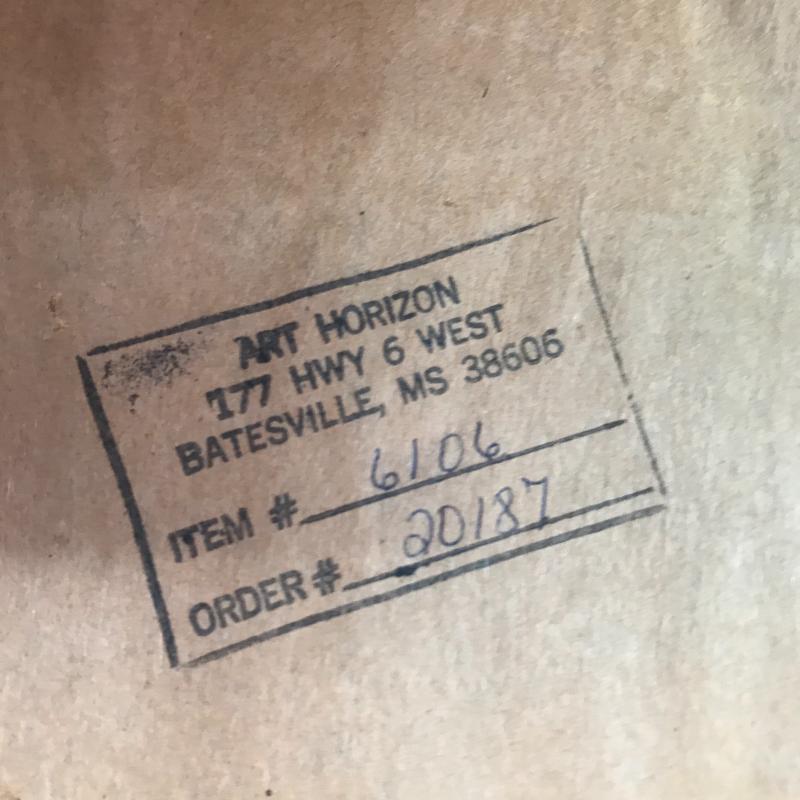 ART HORIZON
177 HWY 6 WEST
BATESVILLE, MS 38606
ITEM # 6106
ORDER # 20187